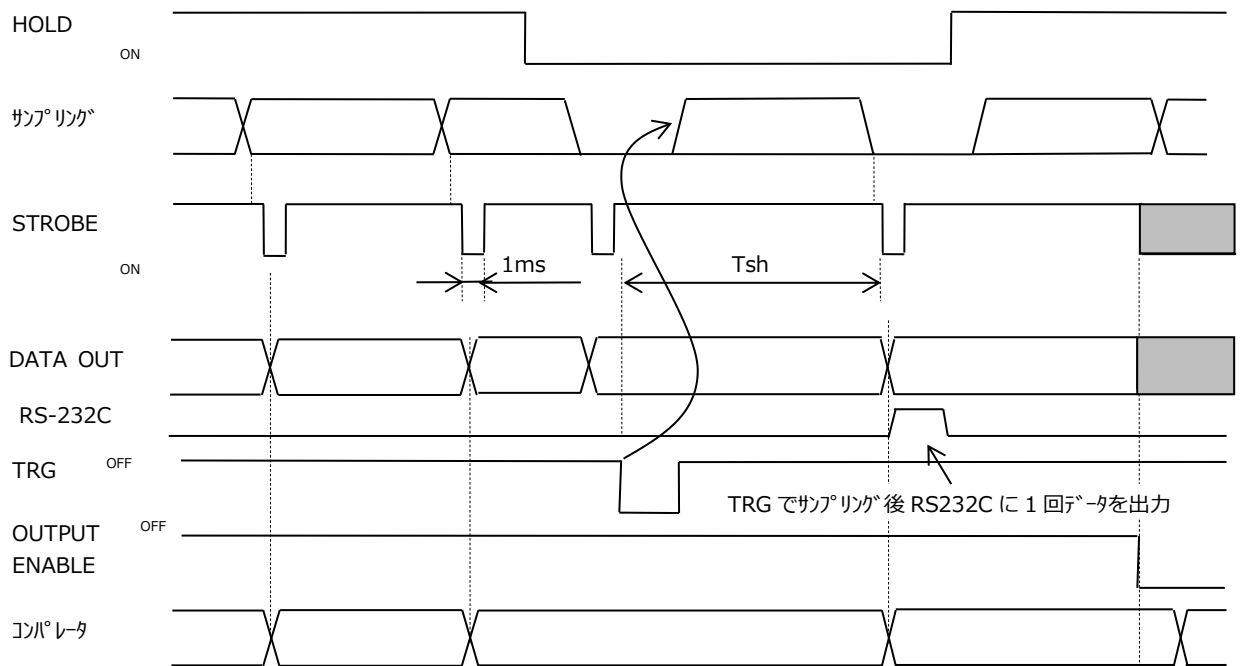 HOLD
ON
ｻﾝﾌﾟﾘﾝｸﾞ
STROBE
ON
1ms
Tsh
DATA OUT
RS-232C
TRG
OFF
TRG でｻﾝﾌﾟﾘﾝｸﾞ後 RS232C に 1 回ﾃﾞｰﾀを出力
OUTPUT
ENABLE
OFF
ｺﾝﾊﾟﾚｰﾀ